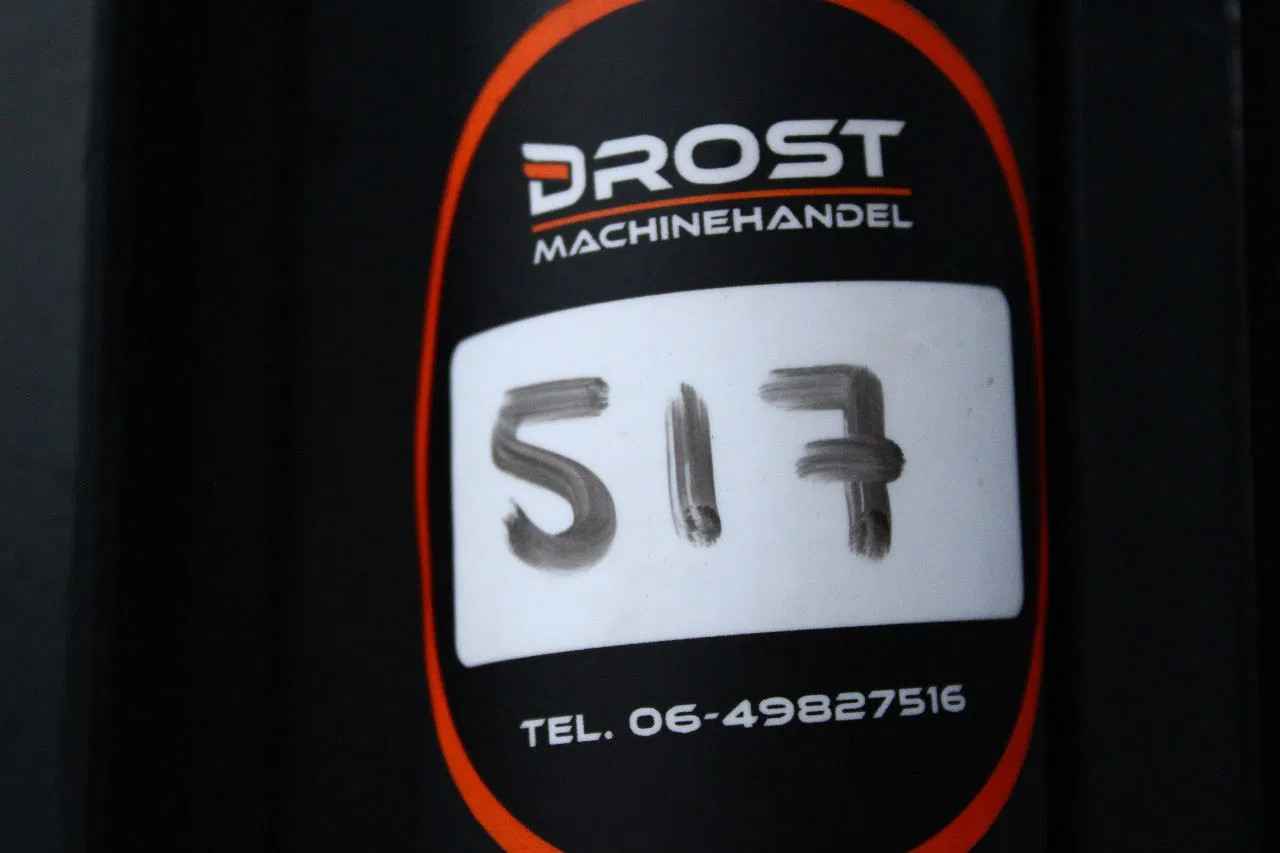 DROST
MACHINEHANDEL
517
TEL. 06-49827516